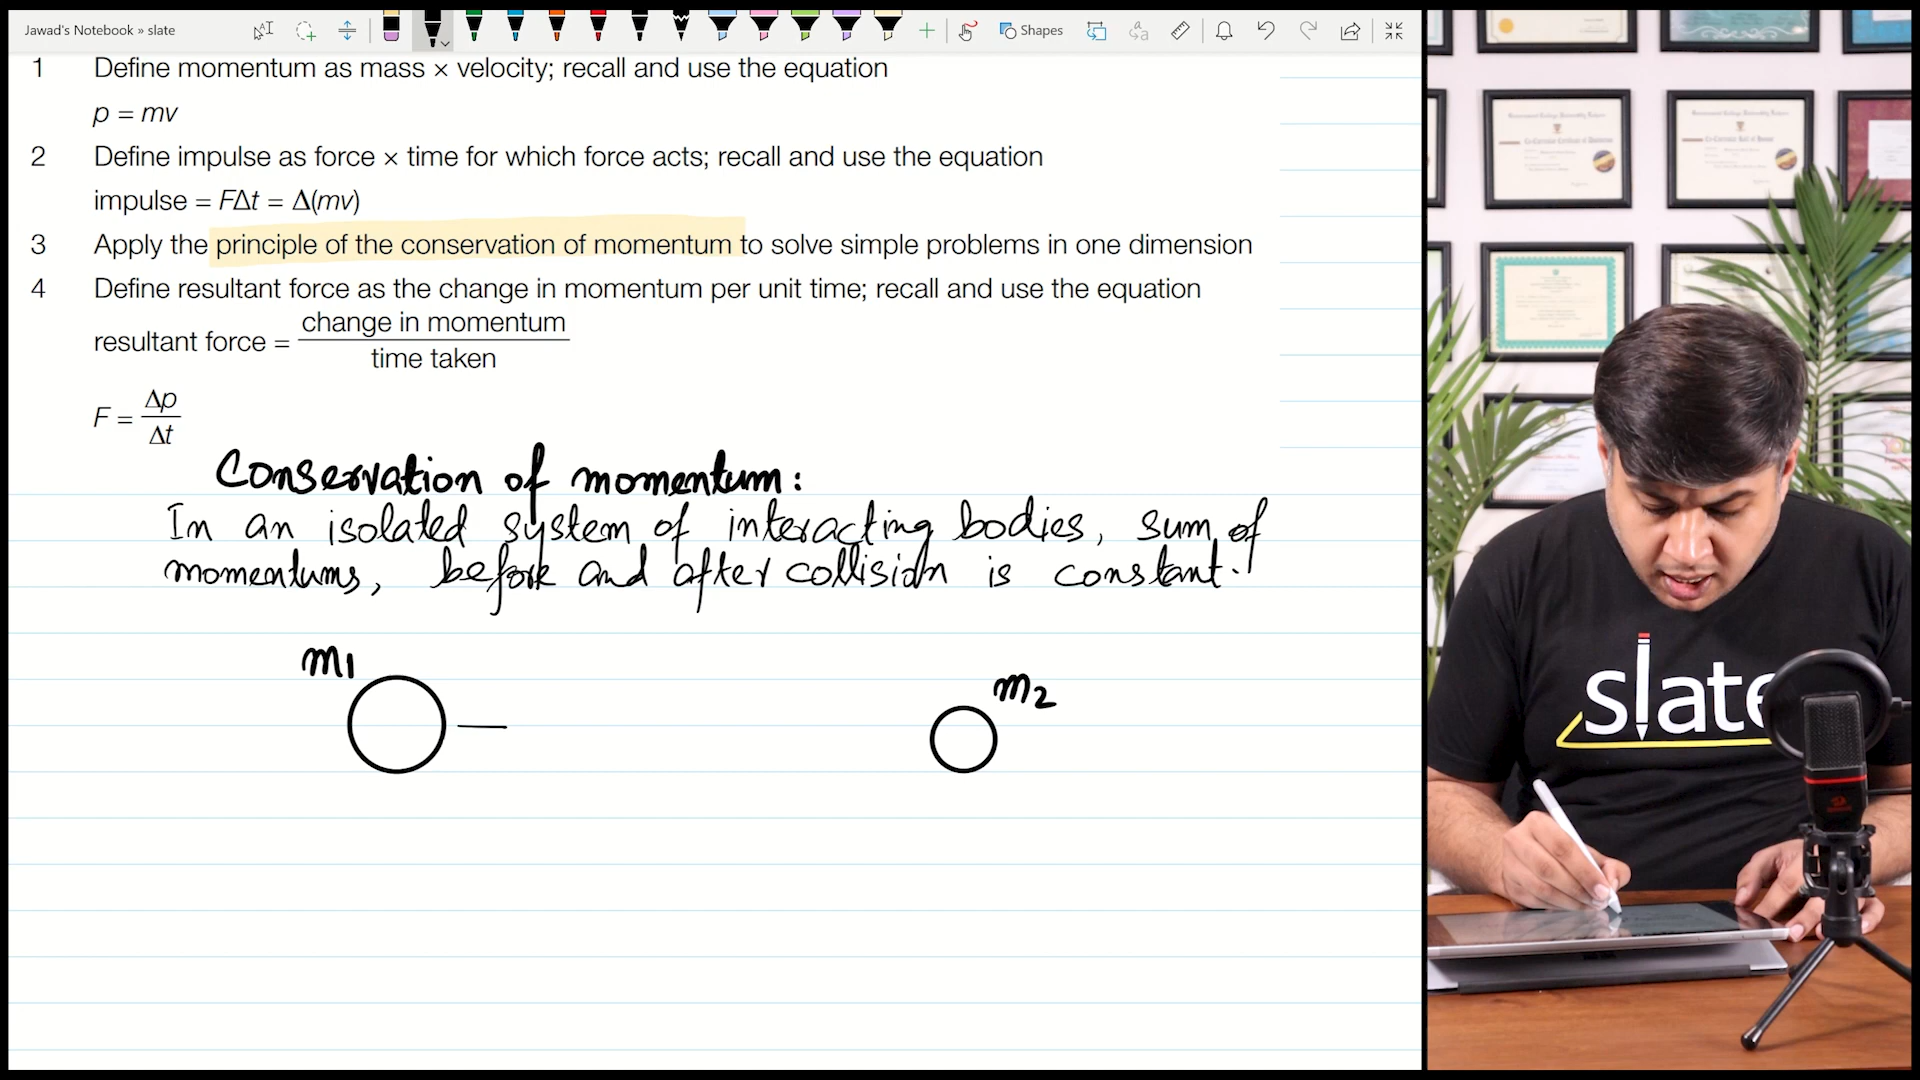 Jawad's Notebook » slate
Shapes
1 Define momentum as mass × velocity; recall and use the equation
p = mv
2 Define impulse as force × time for which force acts; recall and use the equation
impulse = FΔt = Δ(mv)
3 Apply the principle of the conservation of momentum to solve simple problems in one dimension
4 Define resultant force as the change in momentum per unit time; recall and use the equation
resultant force = change in momentum
time taken
F = Δp
Δt
Conservation of momentum:
In an isolated system of interacting bodies, sum of
momentums, before and after collision is constant.
m1
m2
slate